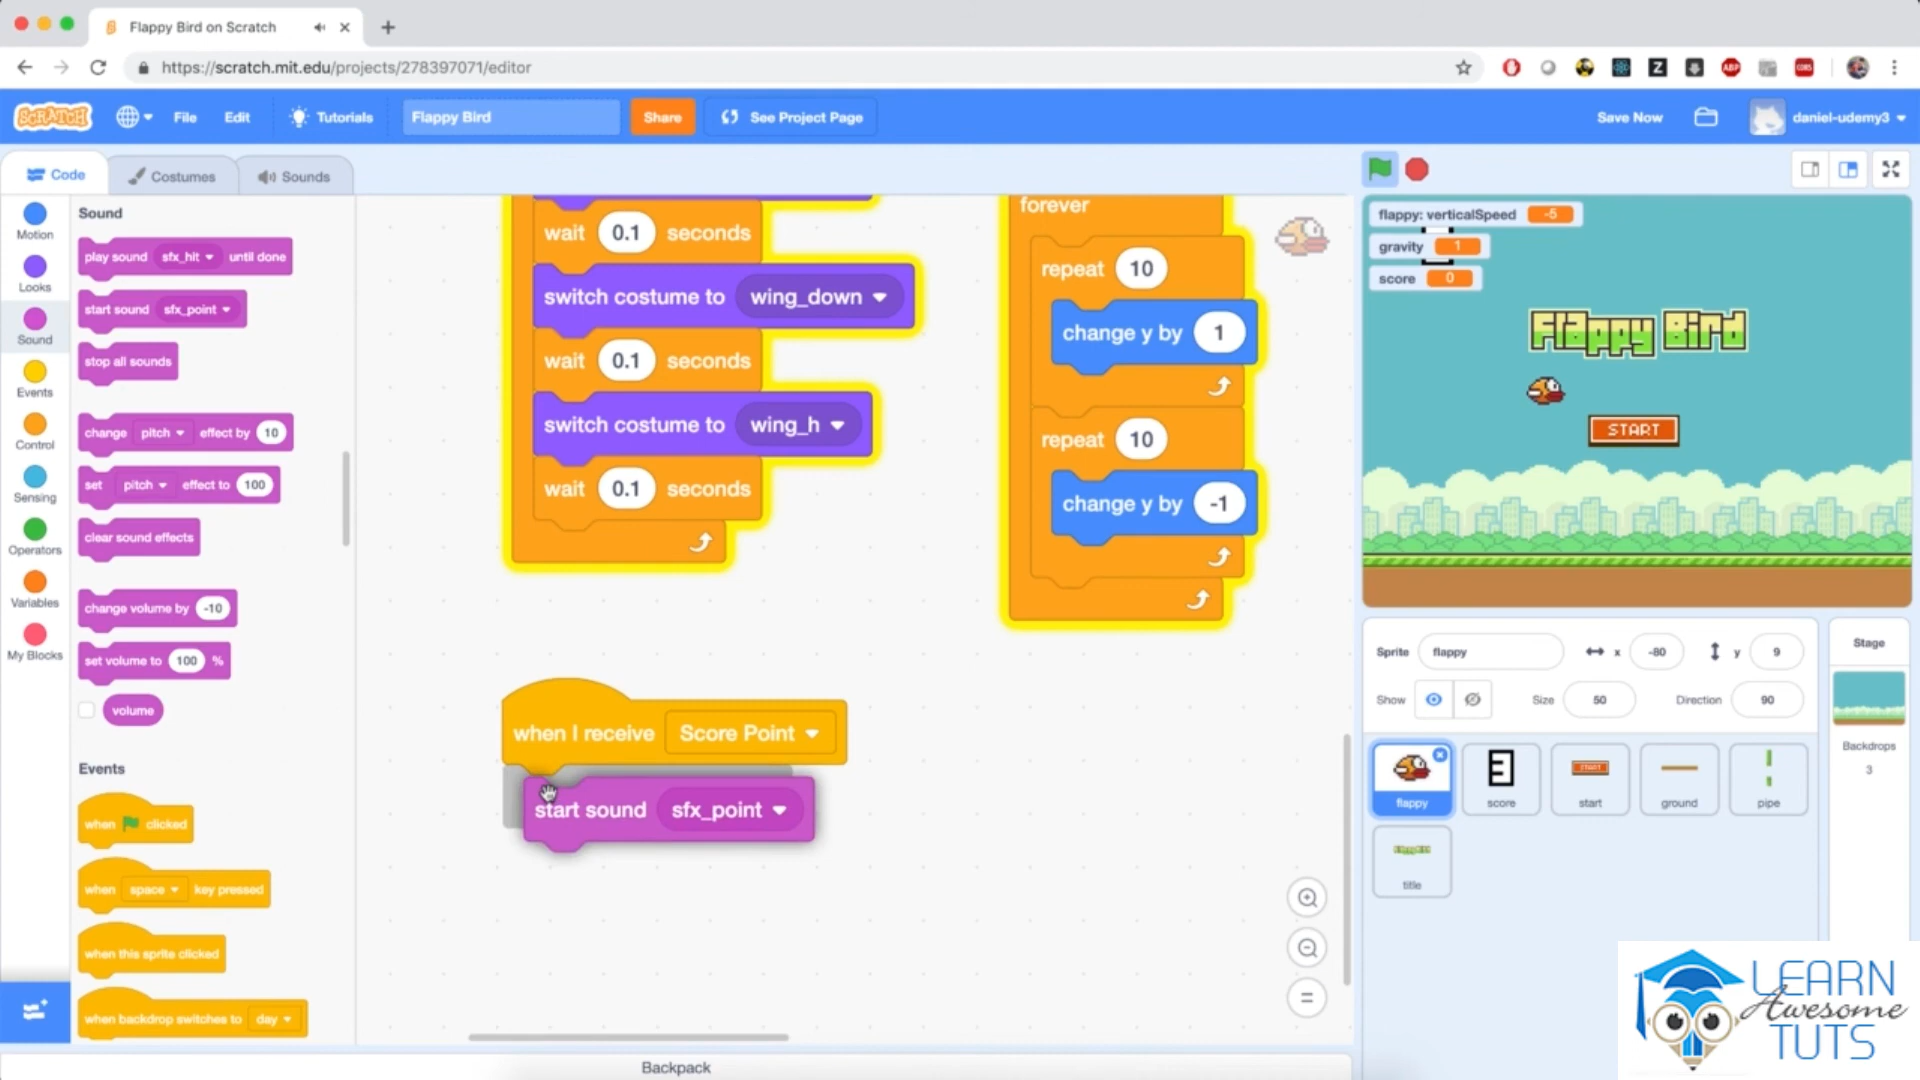 Flappy Bird on Scratch
https://scratch.mit.edu/projects/278397071/editor
ABP
CORS
Z
SCRATCH
File
Edit
Tutorials
Flappy Bird
Share
See Project Page
Save Now
daniel-udemy3
Code
Costumes
Sounds
Motion
Looks
Sound
Events
Control
Sensing
Operators
Variables
My Blocks
Sound
play sound sfx_hit until done
start sound sfx_point
stop all sounds
change pitch effect by 10
set pitch effect to 100
clear sound effects
change volume by -10
set volume to 100 %
volume
Events
when clicked
when space key pressed
when this sprite clicked
when backdrop switches to day
wait 0.1 seconds
switch costume to wing_down
wait 0.1 seconds
switch costume to wing_h
wait 0.1 seconds
forever
repeat 10
change y by 1
repeat 10
change y by -1
when I receive Score Point
start sound sfx_point
Backpack
flappy: verticalSpeed -5
gravity 1
score 0
Flappy Bird
START
Sprite flappy x -80 y 9
Show Size 50 Direction 90
flappy
score
START
start
ground
pipe
Flappy Bird
title
Stage
Backdrops
3
LEARN
Awesome
TUTS